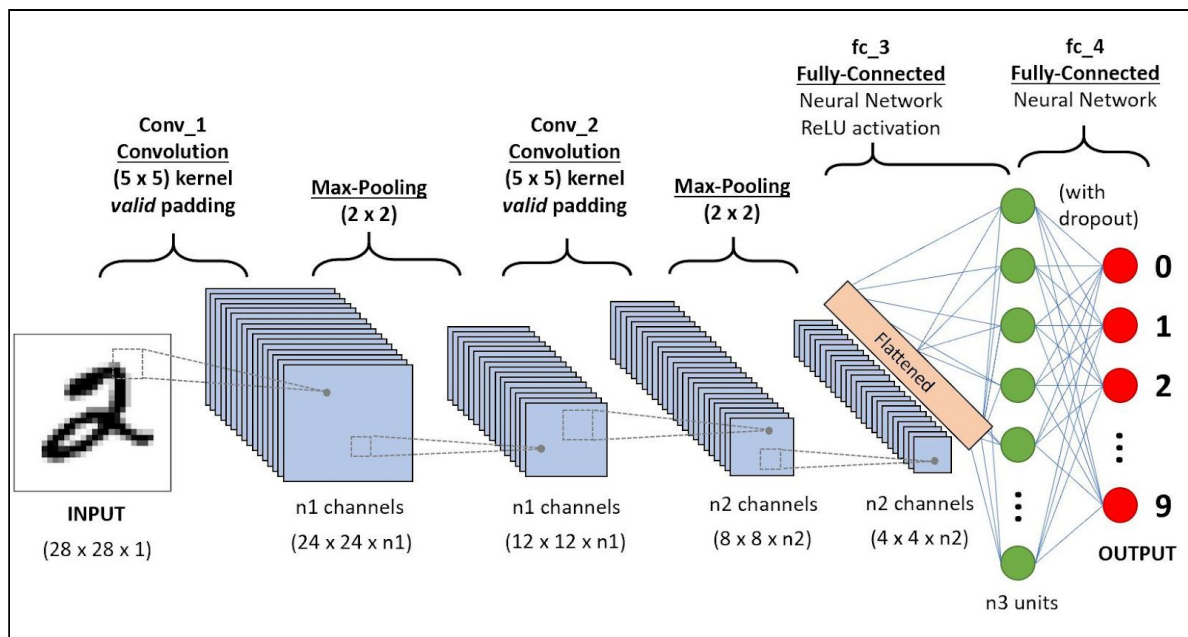 fc_3
Fully-Connected
Neural Network
ReLU activation
fc_4
Fully-Connected
Neural Network
Conv_1
Convolution
(5 x 5) kernel
valid padding
Max-Pooling
(2 x 2)
Conv_2
Convolution
(5 x 5) kernel
valid padding
Max-Pooling
(2 x 2)
(with
dropout)
Flattened
0
1
2
9
INPUT
(28 x 28 x 1)
n1 channels
(24 x 24 x n1)
n1 channels
(12 x 12 x n1)
n2 channels
(8 x 8 x n2)
n2 channels
(4 x 4 x n2)
OUTPUT
n3 units
2